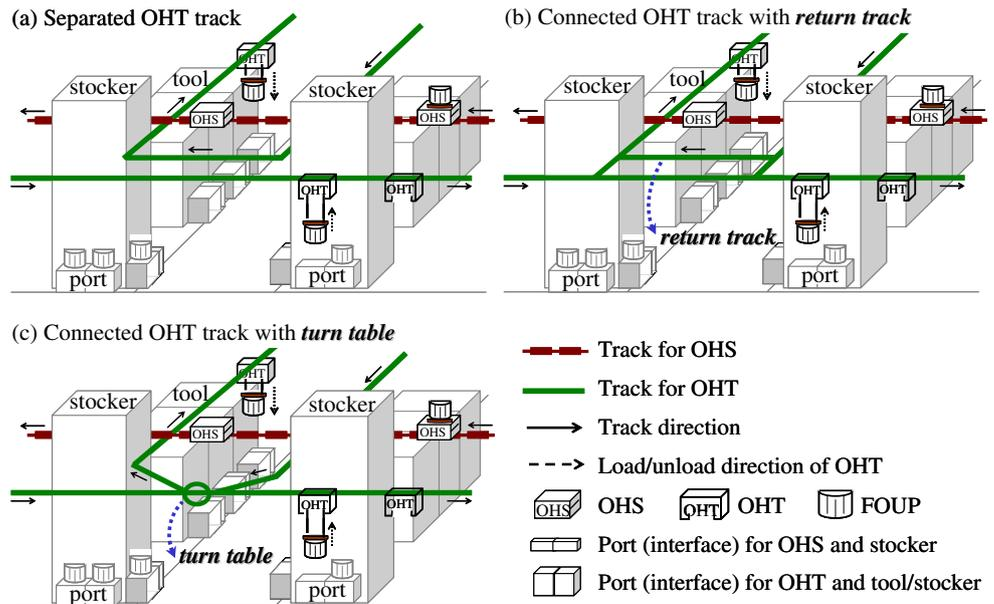 (a) Separated OHT track
stocker
tool
OHT
OHS
stocker
OHS
OHT
OHT
port
port
(b) Connected OHT track with return track
stocker
tool
OHT
OHS
stocker
OHS
OHT
OHT
return track
port
port
(c) Connected OHT track with turn table
stocker
tool
OHT
OHS
stocker
OHS
OHT
OHT
turn table
port
port
Track for OHS
Track for OHT
Track direction
Load/unload direction of OHT
OHS OHS OHT OHT FOUP
Port (interface) for OHS and stocker
Port (interface) for OHT and tool/stocker